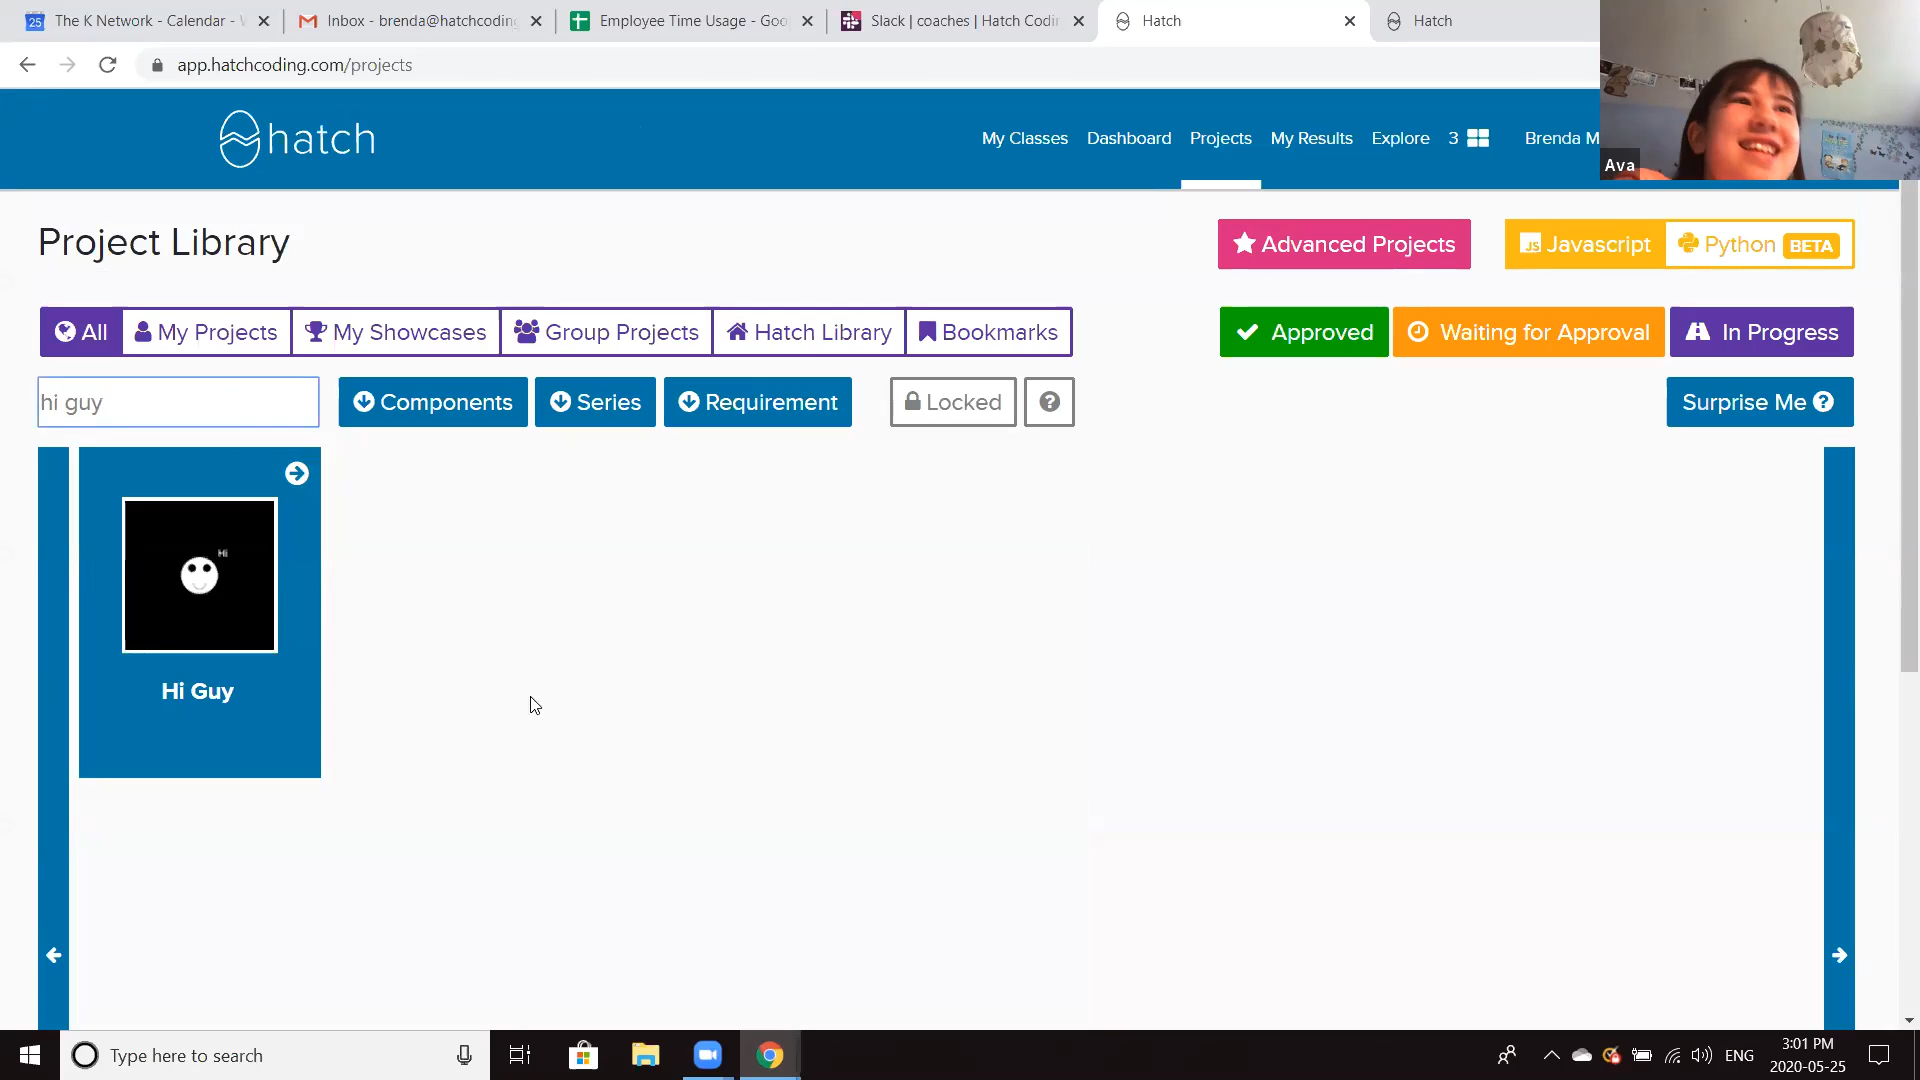 The K Network - Calendar -
Inbox - brenda@hatchcoding
Employee Time Usage - Goo
Slack | coaches | Hatch Codin
Hatch
Hatch
app.hatchcoding.com/projects
hatch
My Classes
Dashboard
Projects
My Results
Explore
3
Brenda M
Ava
Project Library
Advanced Projects
JS Javascript
Python BETA
All
My Projects
My Showcases
Group Projects
Hatch Library
Bookmarks
Approved
Waiting for Approval
In Progress
hi guy
Components
Series
Requirement
Locked
?
Surprise Me ?
Hi
Hi Guy
Type here to search
ENG
3:01 PM
2020-05-25
25